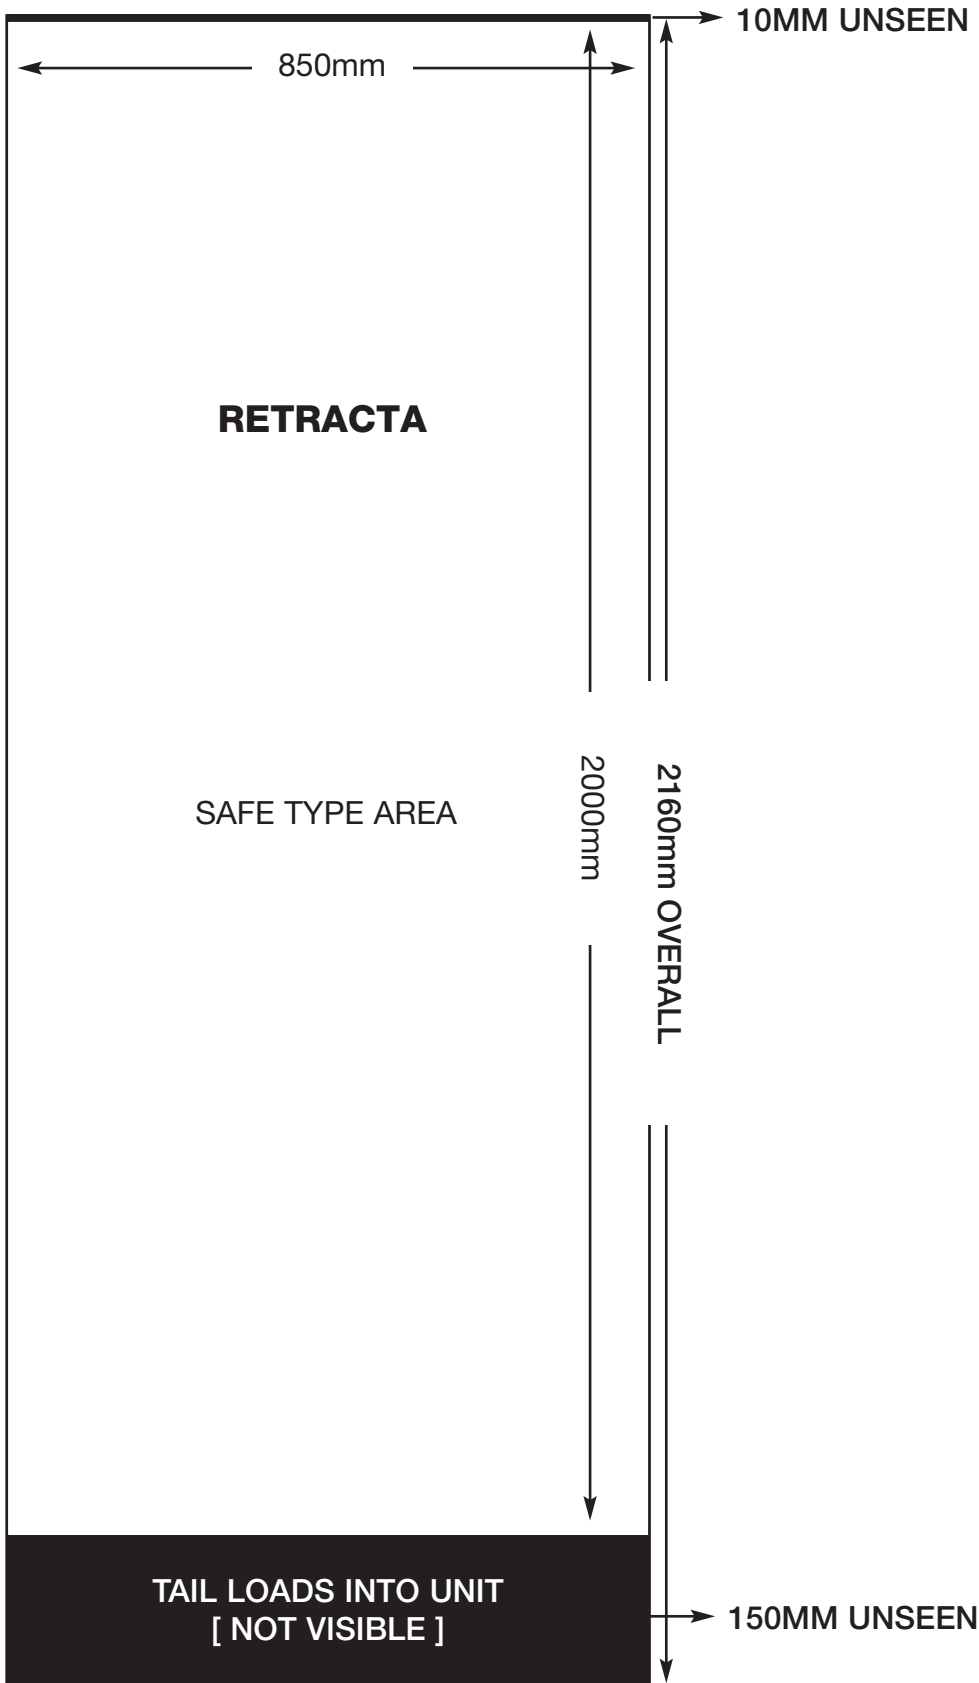 10MM UNSEEN
850mm
RETRACTA
2000mm
2160mm OVERALL
SAFE TYPE AREA
TAIL LOADS INTO UNIT
[ NOT VISIBLE ]
150MM UNSEEN